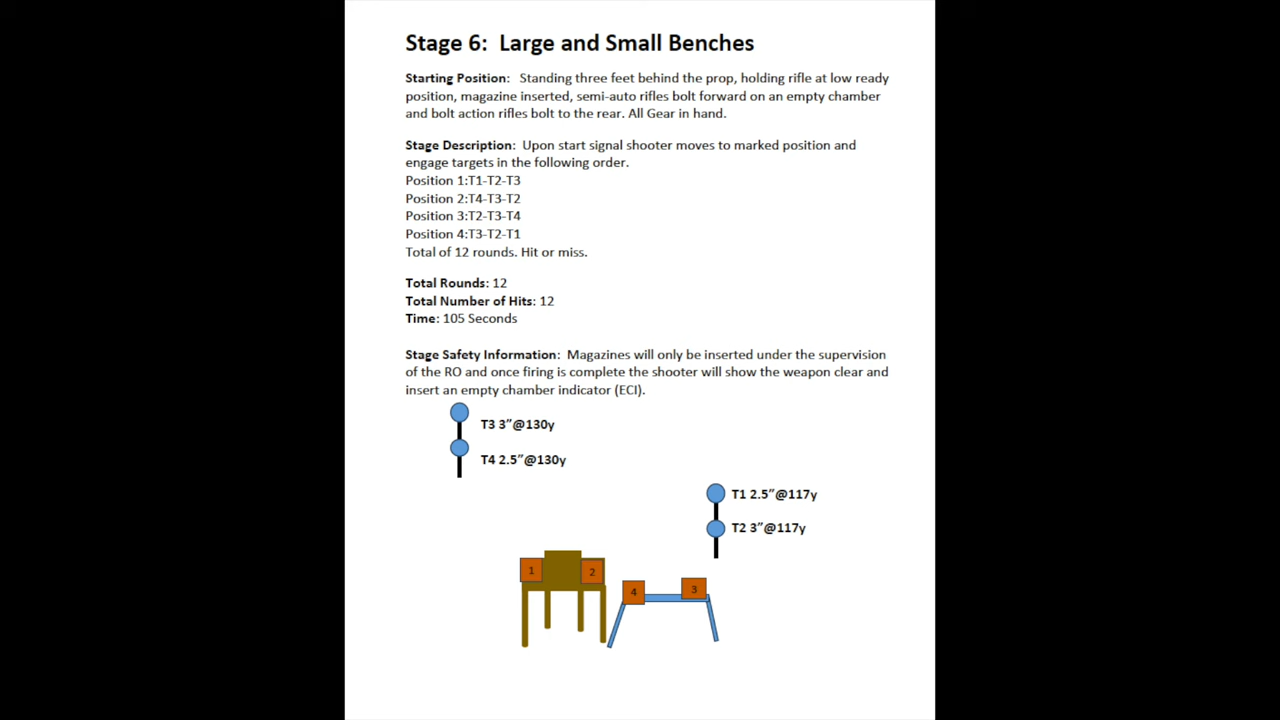 Stage 6:  Large and Small Benches
Starting Position:   Standing three feet behind the prop, holding rifle at low ready
position, magazine inserted, semi-auto rifles bolt forward on an empty chamber
and bolt action rifles bolt to the rear. All Gear in hand.
Stage Description:  Upon start signal shooter moves to marked position and
engage targets in the following order.
Position 1:T1-T2-T3
Position 2:T4-T3-T2
Position 3:T2-T3-T4
Position 4:T3-T2-T1
Total of 12 rounds. Hit or miss.
Total Rounds: 12
Total Number of Hits: 12
Time: 105 Seconds
Stage Safety Information:  Magazines will only be inserted under the supervision
of the RO and once firing is complete the shooter will show the weapon clear and
insert an empty chamber indicator (ECI).
T3 3”@130y
T4 2.5”@130y
T1 2.5”@117y
T2 3”@117y
1
2
4
3